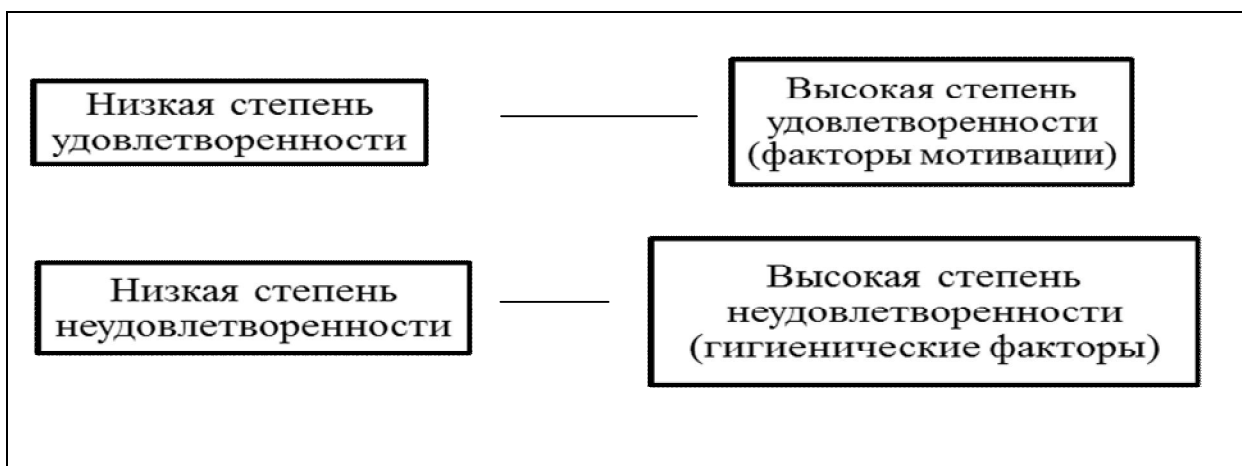 Низкая степень
удовлетворенности
Высокая степень
удовлетворенности
(факторы мотивации)
Низкая степень
неудовлетворенности
Высокая степень
неудовлетворенности
(гигиенические факторы)